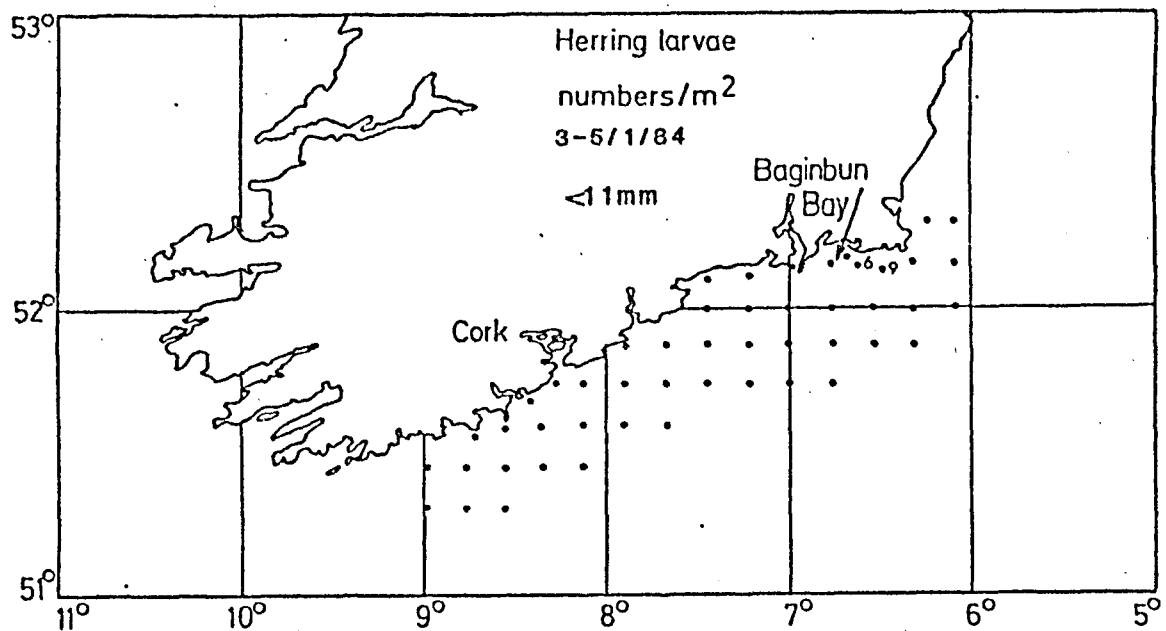 53°
Herring larvae
numbers/m²
3-5/1/84
<11mm
Baginbun
Bay
6 9
52°
Cork
51°
11° 10° 9° 8° 7° 6° 5°